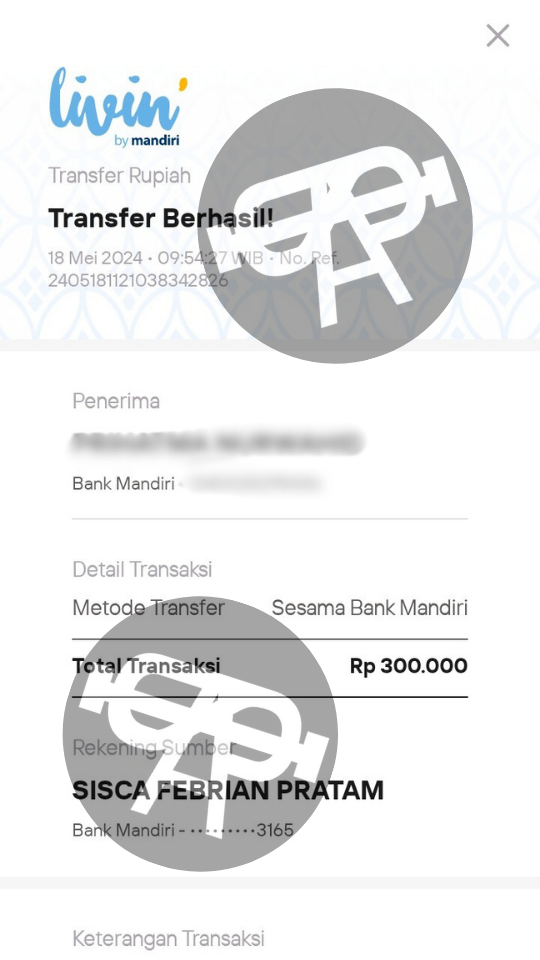 livin'
by mandiri
Transfer Rupiah
Transfer Berhasil!
18 Mei 2024 • 09:54:27 WIB • No. Ref.
2405181121038342826
Penerima
Bank Mandiri -
Detail Transaksi
Metode Transfer Sesama Bank Mandiri
Total Transaksi Rp 300.000
Rekening Sumber
SISCA FEBRIAN PRATAM
Bank Mandiri - •••••••••3165
Keterangan Transaksi